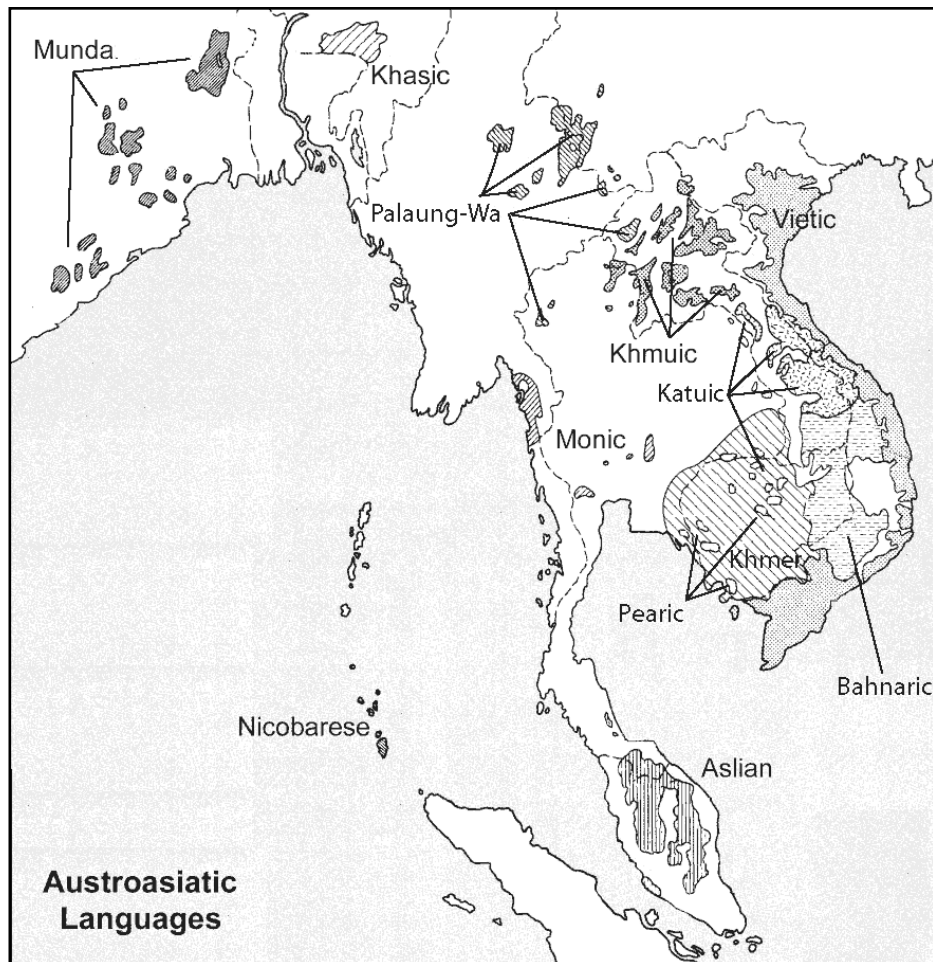 Munda
Khasic
Palaung-Wa
Vietic
Khmuic
Katuic
Monic
Khmer
Pearic
Bahnaric
Nicobarese
Aslian
Austroasiatic
Languages